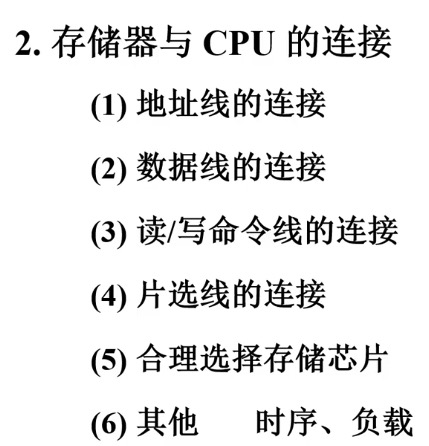 2. 存储器与 CPU 的连接
(1) 地址线的连接
(2) 数据线的连接
(3) 读/写命令线的连接
(4) 片选线的连接
(5) 合理选择存储芯片
(6) 其他 时序、负载